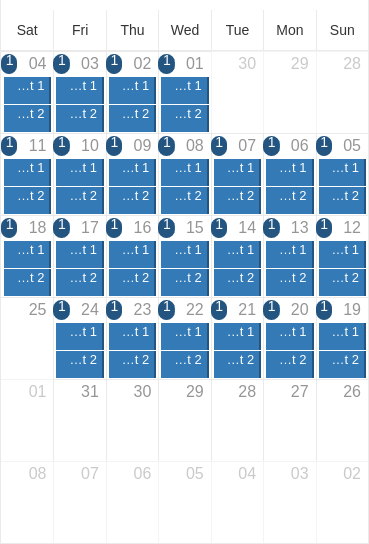 Sat Fri Thu Wed Tue Mon Sun
1 04 1 03 1 02 1 01 30 29 28
...t 1 ...t 1 ...t 1 ...t 1
...t 2 ...t 2 ...t 2 ...t 2
1 11 1 10 1 09 1 08 1 07 1 06 1 05
...t 1 ...t 1 ...t 1 ...t 1 ...t 1 ...t 1 ...t 1
...t 2 ...t 2 ...t 2 ...t 2 ...t 2 ...t 2 ...t 2
1 18 1 17 1 16 1 15 1 14 1 13 1 12
...t 1 ...t 1 ...t 1 ...t 1 ...t 1 ...t 1 ...t 1
...t 2 ...t 2 ...t 2 ...t 2 ...t 2 ...t 2 ...t 2
25 1 24 1 23 1 22 1 21 1 20 1 19
...t 1 ...t 1 ...t 1 ...t 1 ...t 1 ...t 1
...t 2 ...t 2 ...t 2 ...t 2 ...t 2 ...t 2
01 31 30 29 28 27 26
08 07 06 05 04 03 02